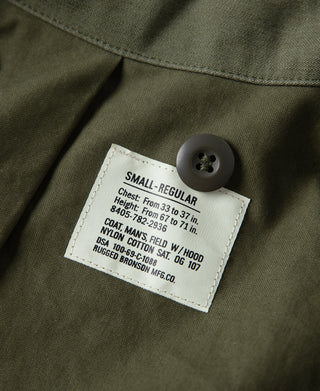 SMALL-REGULAR
Chest: From 33 to 37 in.
Height: From 67 to 71 in.
8405-782-2936
COAT, MAN'S, FIELD W/HOOD
NYLON COTTON SAT. OG 107
DSA 100-69-C-1088
RUGGED BRONSON MFG.CO.